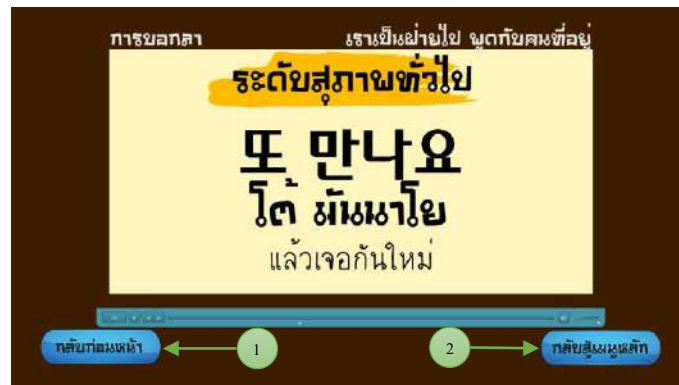 การบอกลา
เราเป็นฝ่ายไป พูดกับคนที่อยู่
ระดับสุภาพทั่วไป
또 만나요
โต้ มันนาโย
แล้วเจอกันใหม่
กลับก่อนหน้า
1
2
กลับสู่เมนูหลัก